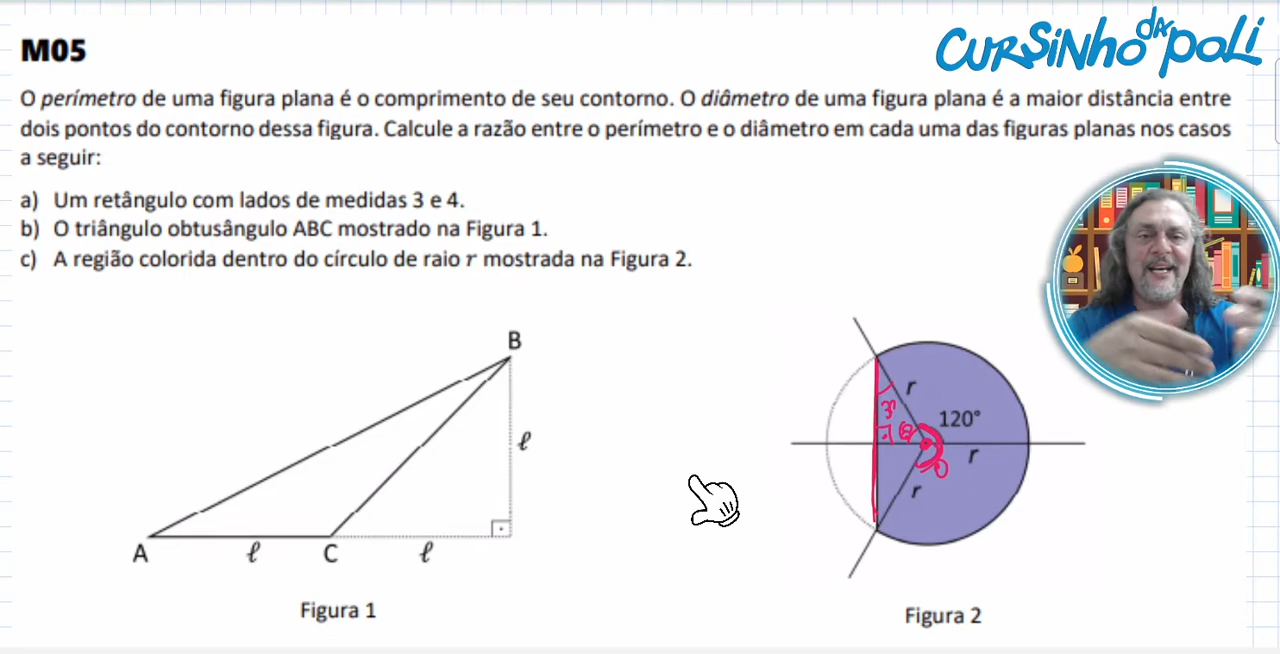 CURSINHO DA POLI
M05
O perímetro de uma figura plana é o comprimento de seu contorno. O diâmetro de uma figura plana é a maior distância entre
dois pontos do contorno dessa figura. Calcule a razão entre o perímetro e o diâmetro em cada uma das figuras planas nos casos
a seguir:
a) Um retângulo com lados de medidas 3 e 4.
b) O triângulo obtusângulo ABC mostrado na Figura 1.
c) A região colorida dentro do círculo de raio r mostrada na Figura 2.
B
ℓ
A ℓ C ℓ
Figura 1
r
120°
r
r
Figura 2